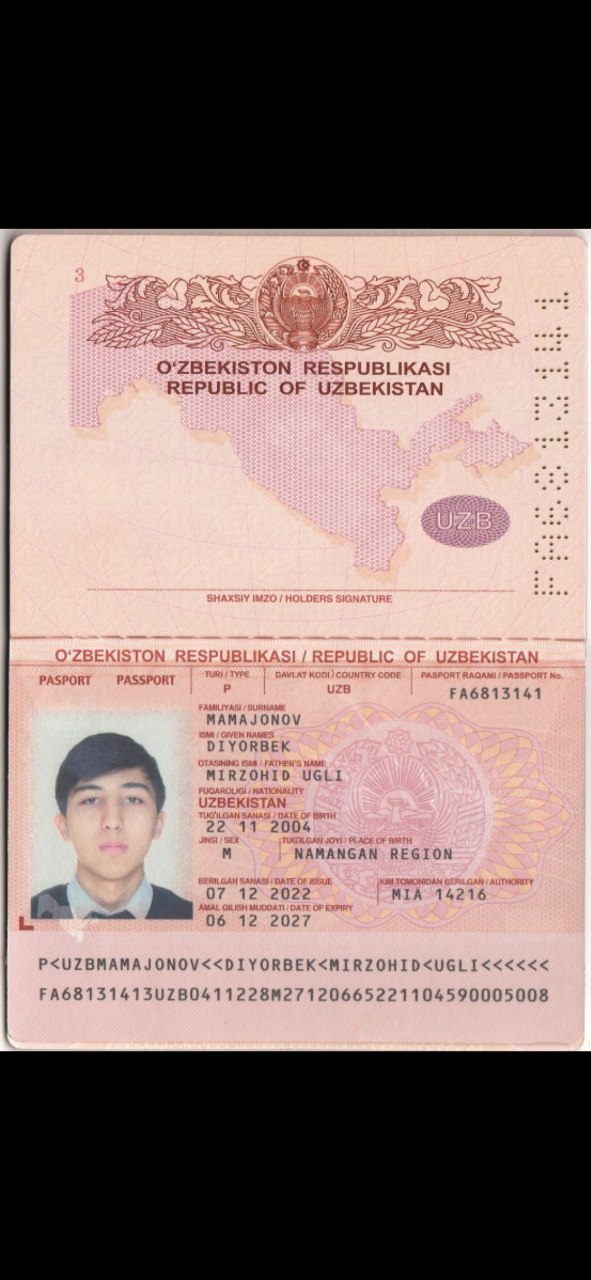 3
O‘ZBEKISTON RESPUBLIKASI
REPUBLIC OF UZBEKISTAN
FA6813141
UZB
SHAXSIY IMZO / HOLDERS SIGNATURE
O‘ZBEKISTON RESPUBLIKASI / REPUBLIC OF UZBEKISTAN
PASPORT PASSPORT
TURI / TYPE
P
DAVLAT KODI / COUNTRY CODE
UZB
PASPORT RAQAMI / PASSPORT No.
FA6813141
FAMILIYASI / SURNAME
MAMAJONOV
ISMI / GIVEN NAMES
DIYORBEK
OTASINING ISMI / FATHER'S NAME
MIRZOHID UGLI
FUQAROLIGI / NATIONALITY
UZBEKISTAN
TUG'ILGAN SANASI / DATE OF BIRTH
22 11 2004
JINSI / SEX
M
TUG'ILGAN JOYI / PLACE OF BIRTH
NAMANGAN REGION
BERILGAN SANASI / DATE OF ISSUE
07 12 2022
KIM TOMONIDAN BERILGAN / AUTHORITY
MIA 14216
AMAL QILISH MUDDATI / DATE OF EXPIRY
06 12 2027
P<UZBMAMAJONOV<<DIYORBEK<MIRZOHID<UGLI<<<<<<
FA68131413UZB0411228M27120665221104590005008